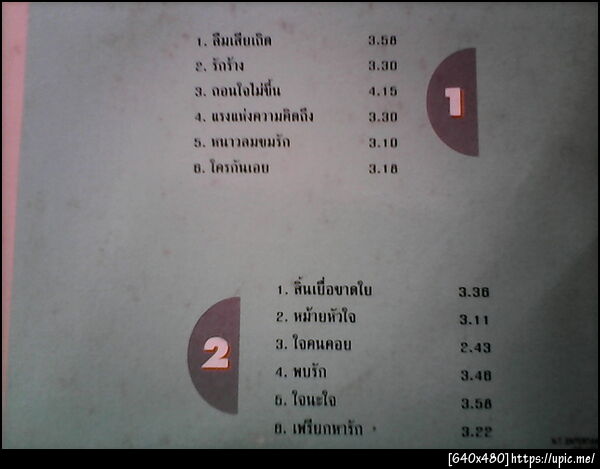 1. ลืมเสียเถิด 3.58
2. รักร้าง 3.30
3. ถอนใจไม่ขึ้น 4.15
4. แรงแห่งความคิดถึง 3.30
5. หนาวลมขมรัก 3.10
6. ใครกันเอย 3.18
1
1. สิ้นเยื่อขาดใย 3.36
2. หม้ายหัวใจ 3.11
3. ใจคนคอย 2.43
4. พบรัก 3.46
5. ใจนะใจ 3.58
6. เพรียกหารัก 3.22
2
[640x480]https://upic.me/